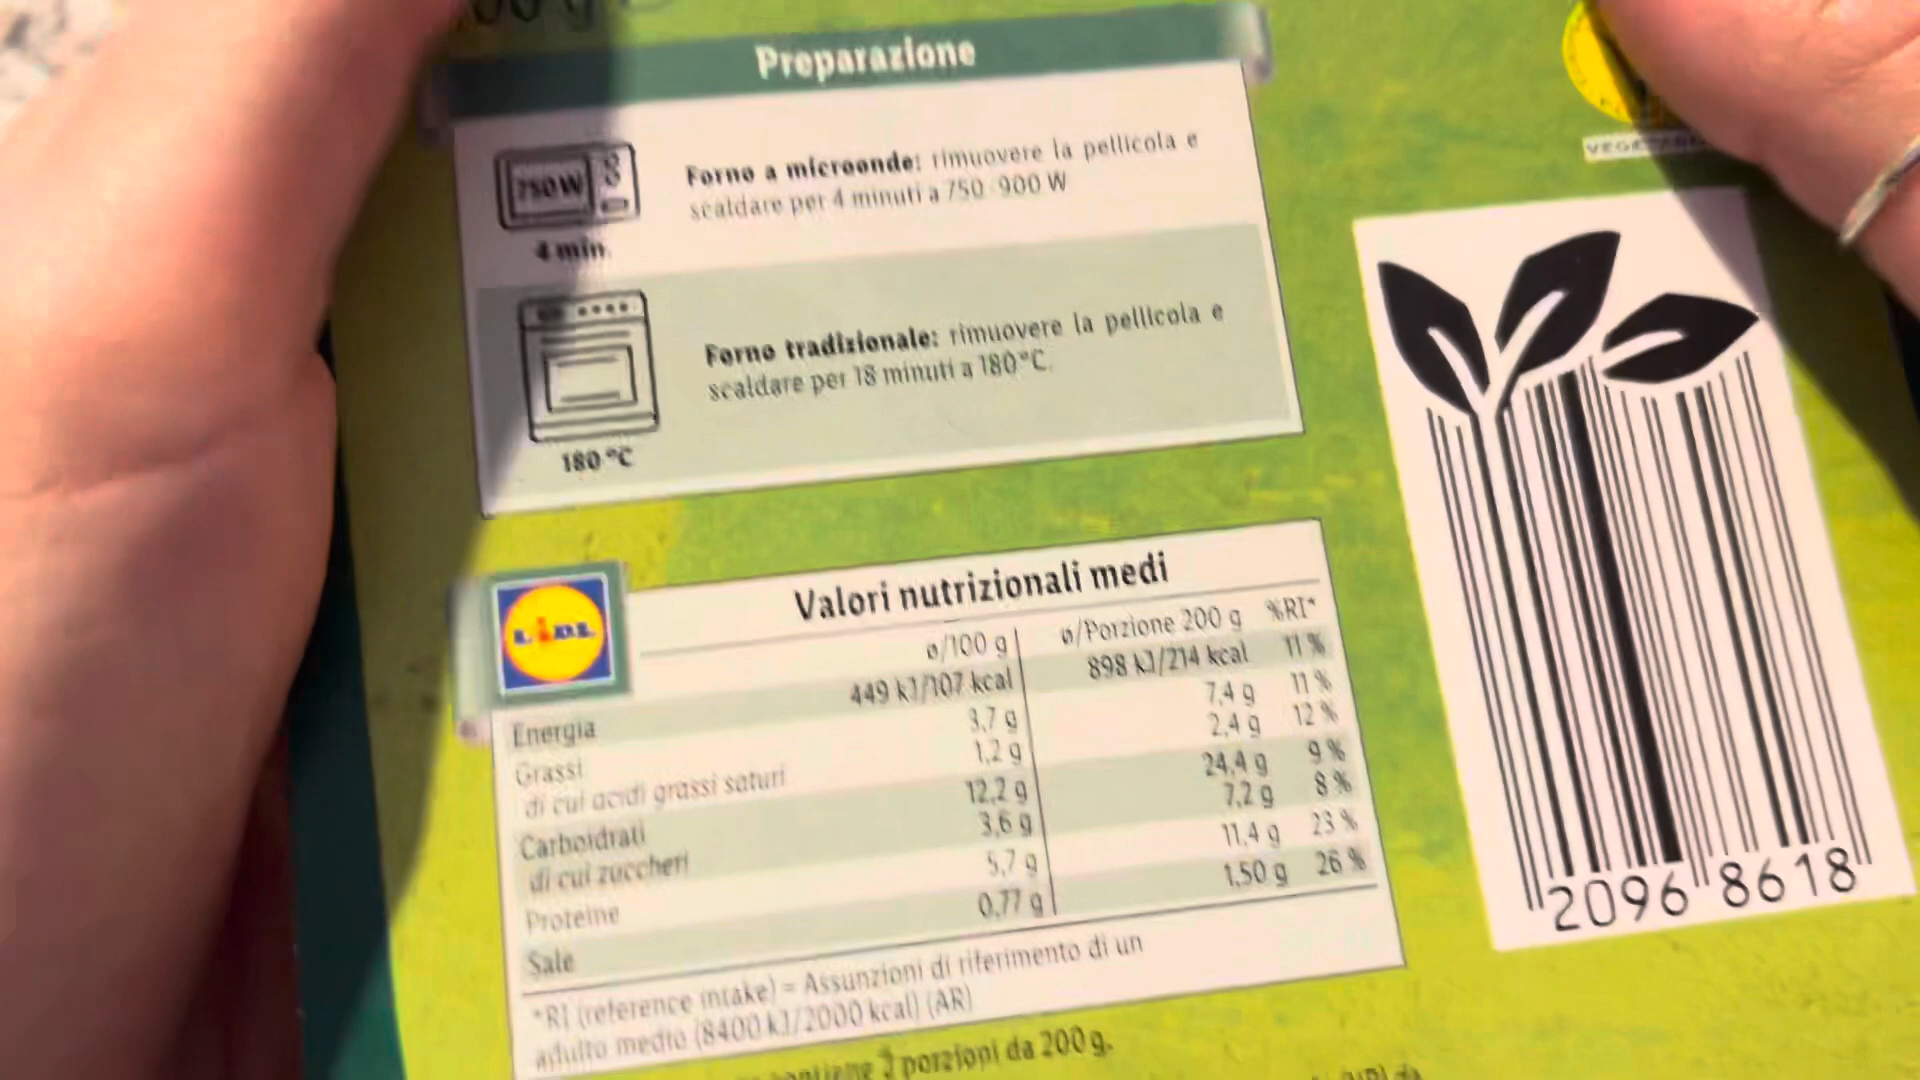 00 g
Preparazione
750W
4 min.
Forno a microonde: rimuovere la pellicola e
scaldare per 4 minuti a 750-900 W
180 °C
Forno tradizionale: rimuovere la pellicola e
scaldare per 18 minuti a 180°C.
LiDL
Valori nutrizionali medi
ø/100 g ø/Porzione 200 g %RI*
Energia 449 kJ/107 kcal 898 kJ/214 kcal 11 %
Grassi 3,7 g 7,4 g 11 %
di cui acidi grassi saturi 1,2 g 2,4 g 12 %
Carboidrati 12,2 g 24,4 g 9 %
di cui zuccheri 3,6 g 7,2 g 8 %
Proteine 5,7 g 11,4 g 23 %
Sale 0,77 g 1,50 g 26 %
*RI (reference intake) = Assunzioni di riferimento di un
adulto medio (8400 kJ/2000 kcal) (AR)
contiene 2 porzioni da 200 g.
2096 8618